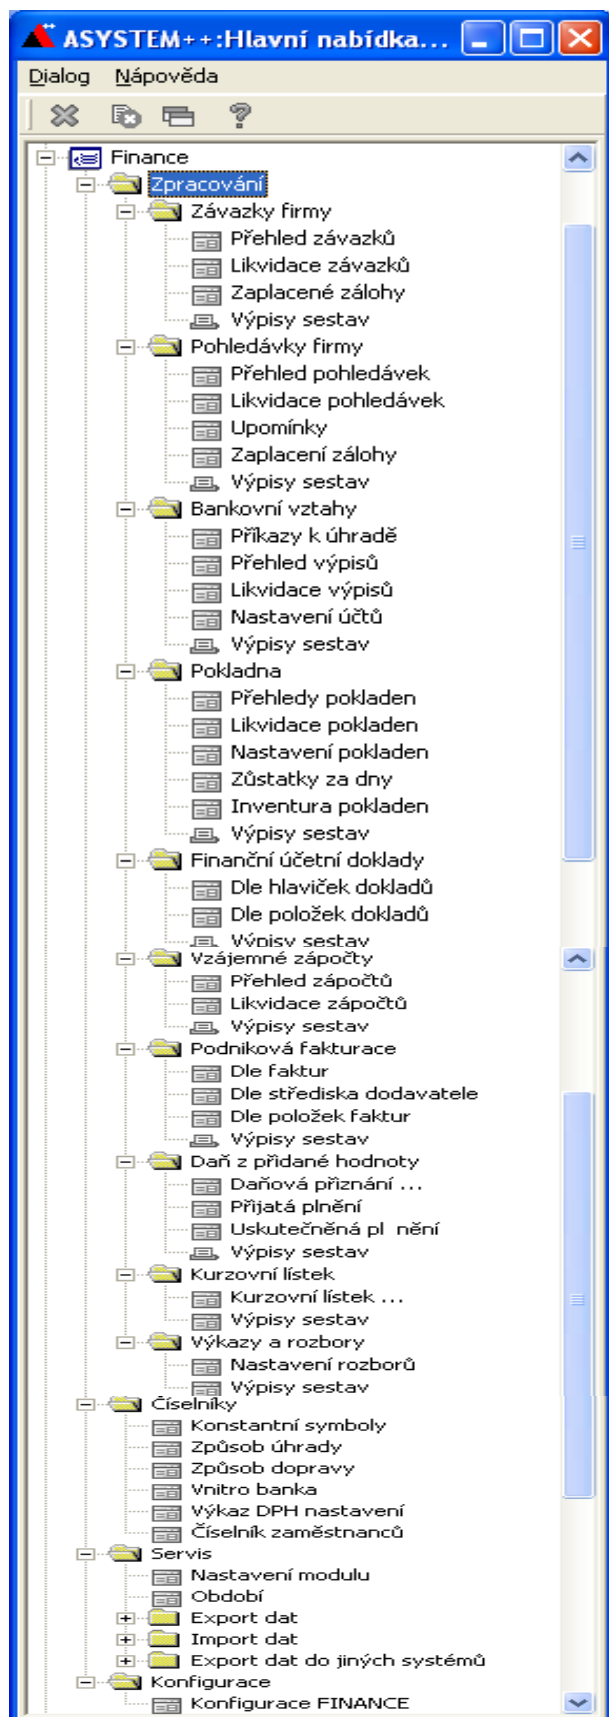 ASYSTEM++:Hlavní nabídka...
Dialog Nápověda
Finance
Zpracování
Závazky firmy
Přehled závazků
Likvidace závazků
Zaplacené zálohy
Výpisy sestav
Pohledávky firmy
Přehled pohledávek
Likvidace pohledávek
Upomínky
Zaplacení zálohy
Výpisy sestav
Bankovní vztahy
Příkazy k úhradě
Přehled výpisů
Likvidace výpisů
Nastavení účtů
Výpisy sestav
Pokladna
Přehledy pokladen
Likvidace pokladen
Nastavení pokladen
Zůstatky za dny
Inventura pokladen
Výpisy sestav
Finanční účetní doklady
Dle hlaviček dokladů
Dle položek dokladů
Výpisy sestav
Vzájemné zápočty
Přehled zápočtů
Likvidace zápočtů
Výpisy sestav
Podniková fakturace
Dle faktur
Dle střediska dodavatele
Dle položek faktur
Výpisy sestav
Daň z přidané hodnoty
Daňová přiznání ...
Přijatá plnění
Uskutečněná pl nění
Výpisy sestav
Kurzovní lístek
Kurzovní lístek ...
Výpisy sestav
Výkazy a rozbory
Nastavení rozborů
Výpisy sestav
Číselníky
Konstantní symboly
Způsob úhrady
Způsob dopravy
Vnitro banka
Výkaz DPH nastavení
Číselník zaměstnanců
Servis
Nastavení modulu
Období
Export dat
Import dat
Export dat do jiných systémů
Konfigurace
Konfigurace FINANCE